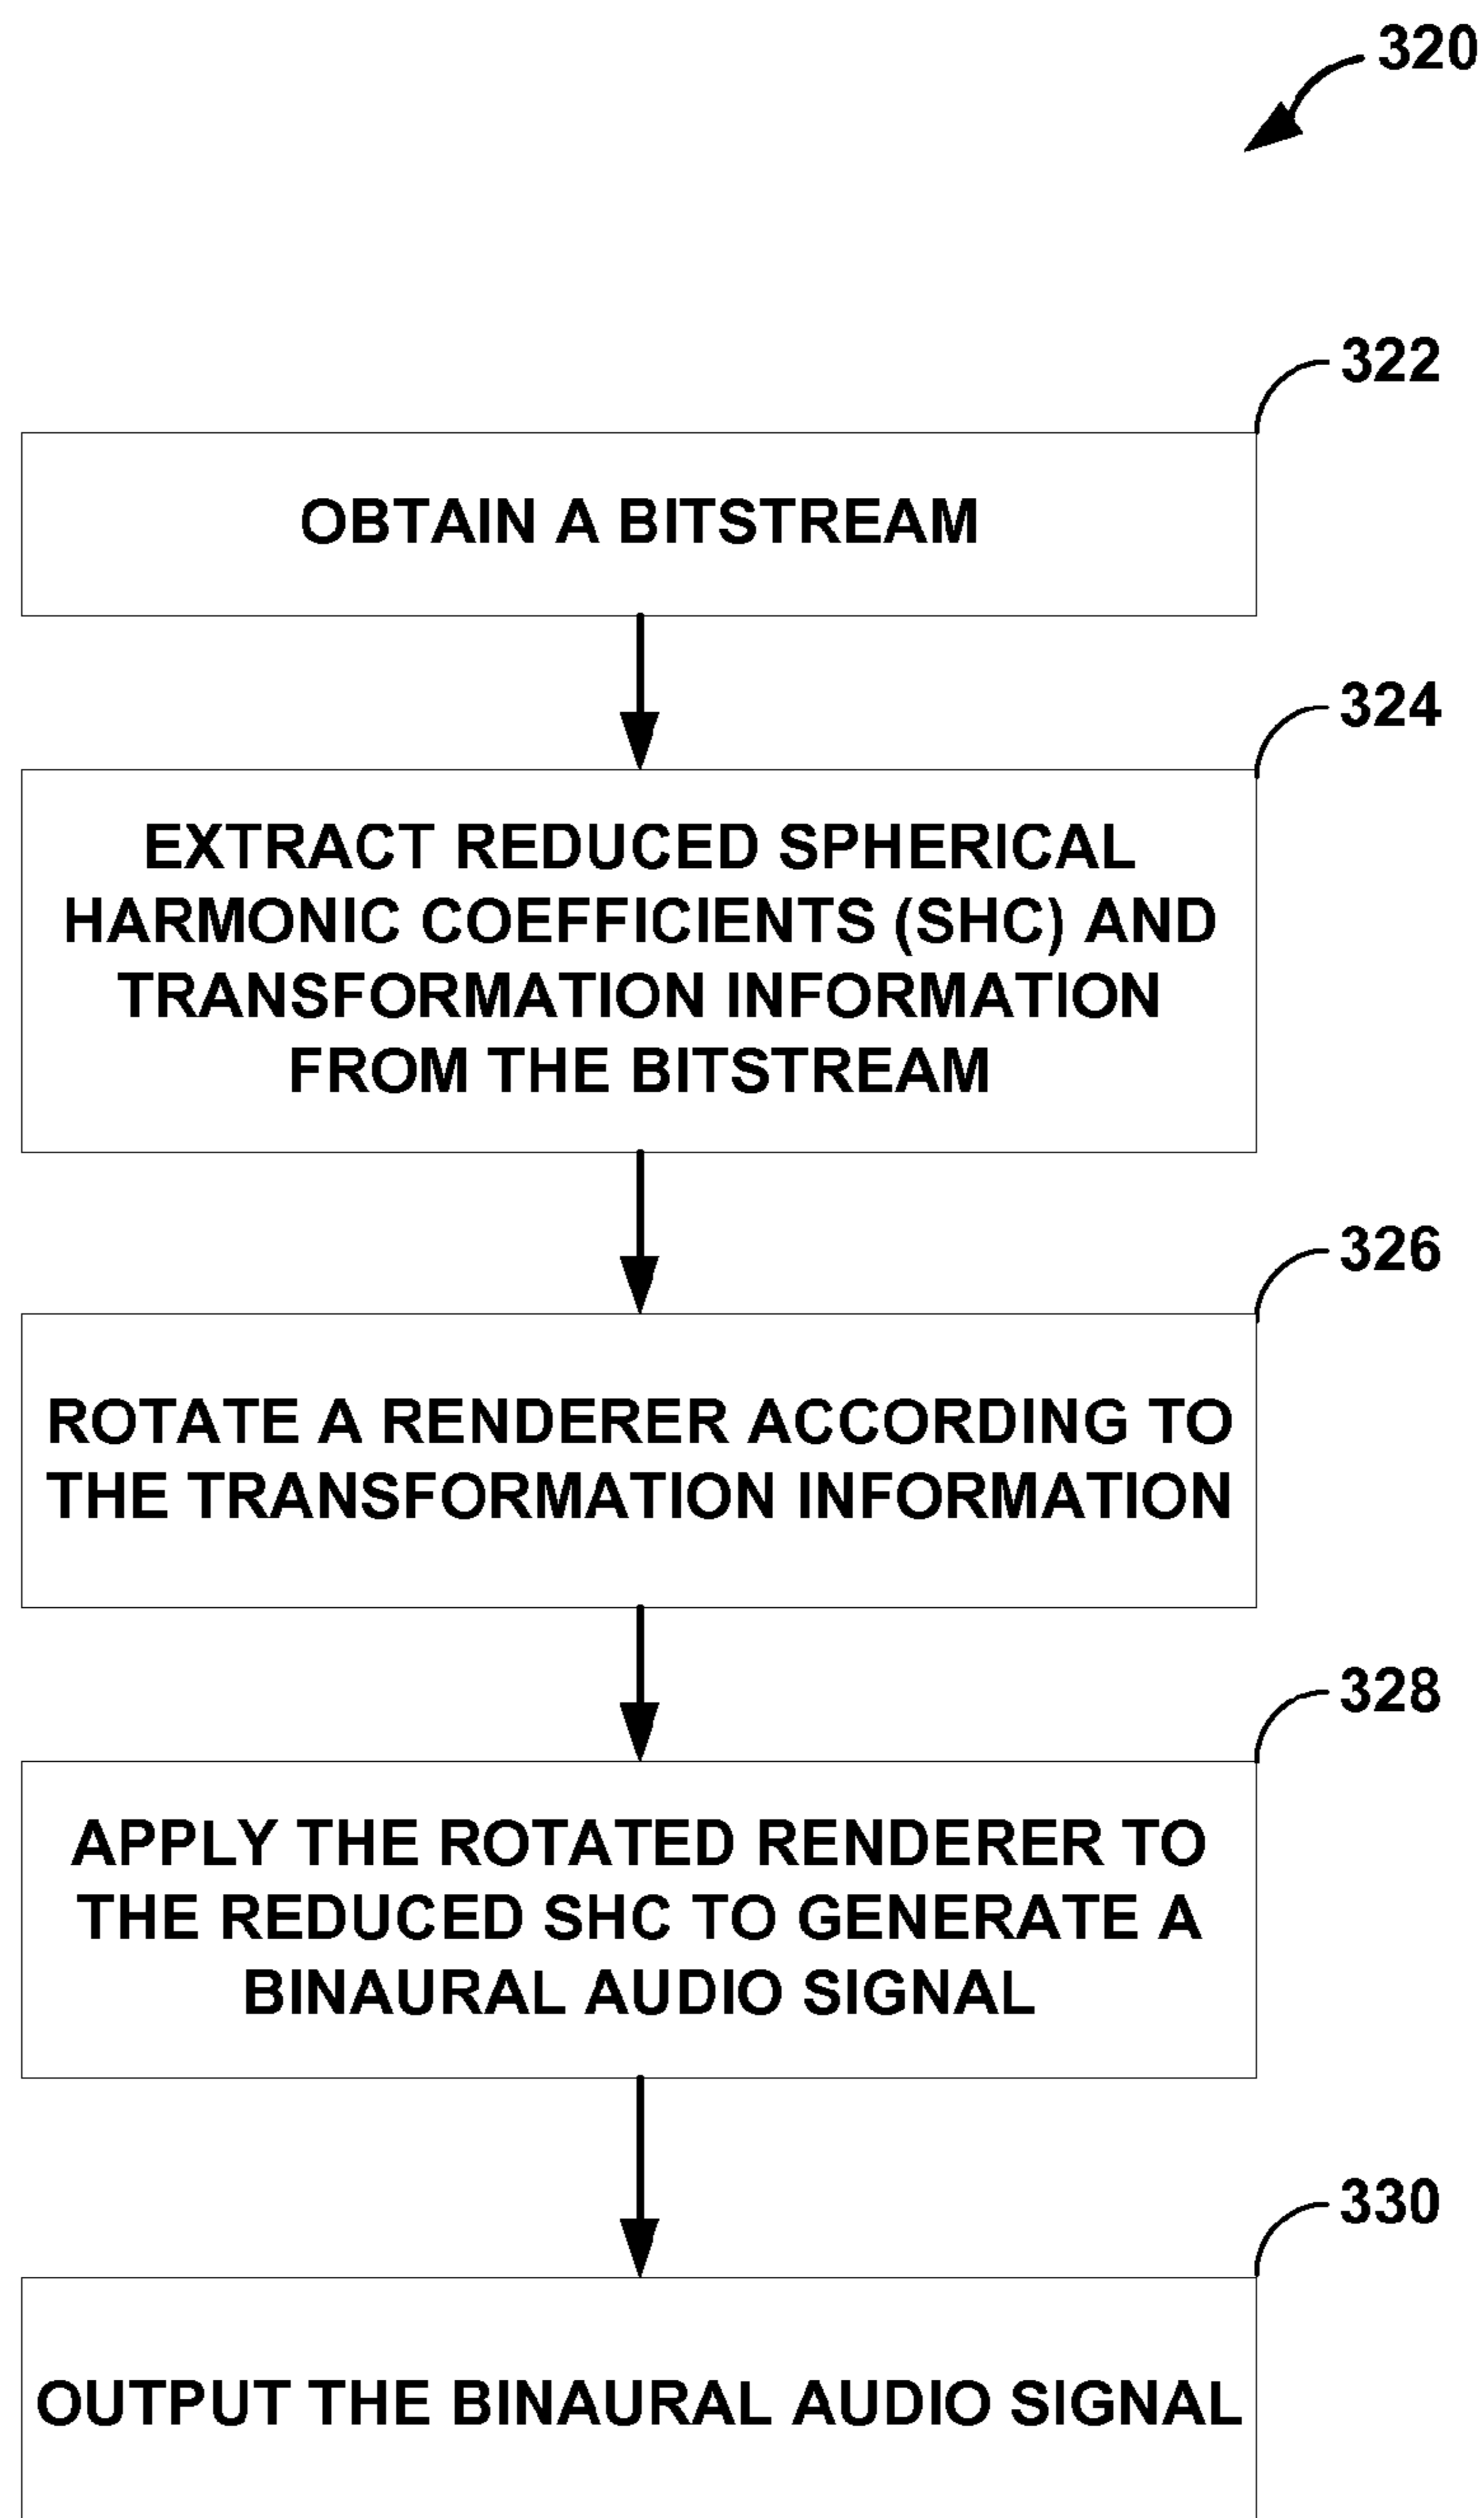 320
322
OBTAIN A BITSTREAM
324
EXTRACT REDUCED SPHERICAL
HARMONIC COEFFICIENTS (SHC) AND
TRANSFORMATION INFORMATION
FROM THE BITSTREAM
326
ROTATE A RENDERER ACCORDING TO
THE TRANSFORMATION INFORMATION
328
APPLY THE ROTATED RENDERER TO
THE REDUCED SHC TO GENERATE A
BINAURAL AUDIO SIGNAL
330
OUTPUT THE BINAURAL AUDIO SIGNAL